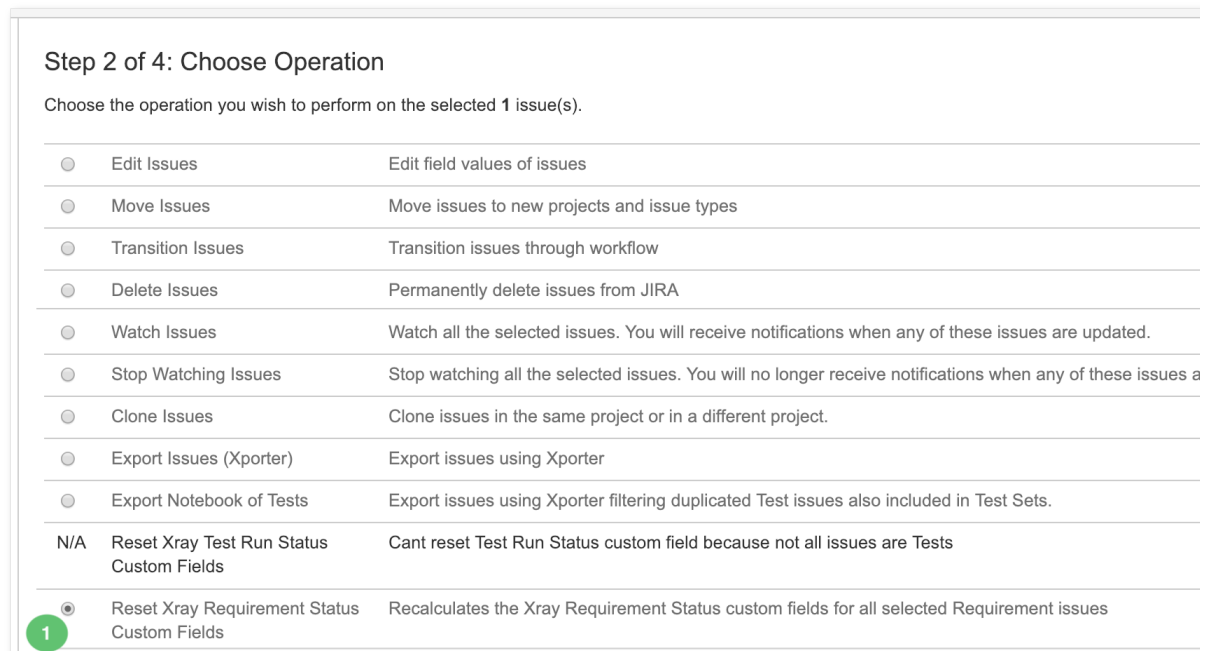 Step 2 of 4: Choose Operation
Choose the operation you wish to perform on the selected 1 issue(s).
Edit Issues Edit field values of issues
Move Issues Move issues to new projects and issue types
Transition Issues Transition issues through workflow
Delete Issues Permanently delete issues from JIRA
Watch Issues Watch all the selected issues. You will receive notifications when any of these issues are updated.
Stop Watching Issues Stop watching all the selected issues. You will no longer receive notifications when any of these issues a
Clone Issues Clone issues in the same project or in a different project.
Export Issues (Xporter) Export issues using Xporter
Export Notebook of Tests Export issues using Xporter filtering duplicated Test issues also included in Test Sets.
N/A Reset Xray Test Run Status Cant reset Test Run Status custom field because not all issues are Tests
Custom Fields
Reset Xray Requirement Status Recalculates the Xray Requirement Status custom fields for all selected Requirement issues
1 Custom Fields